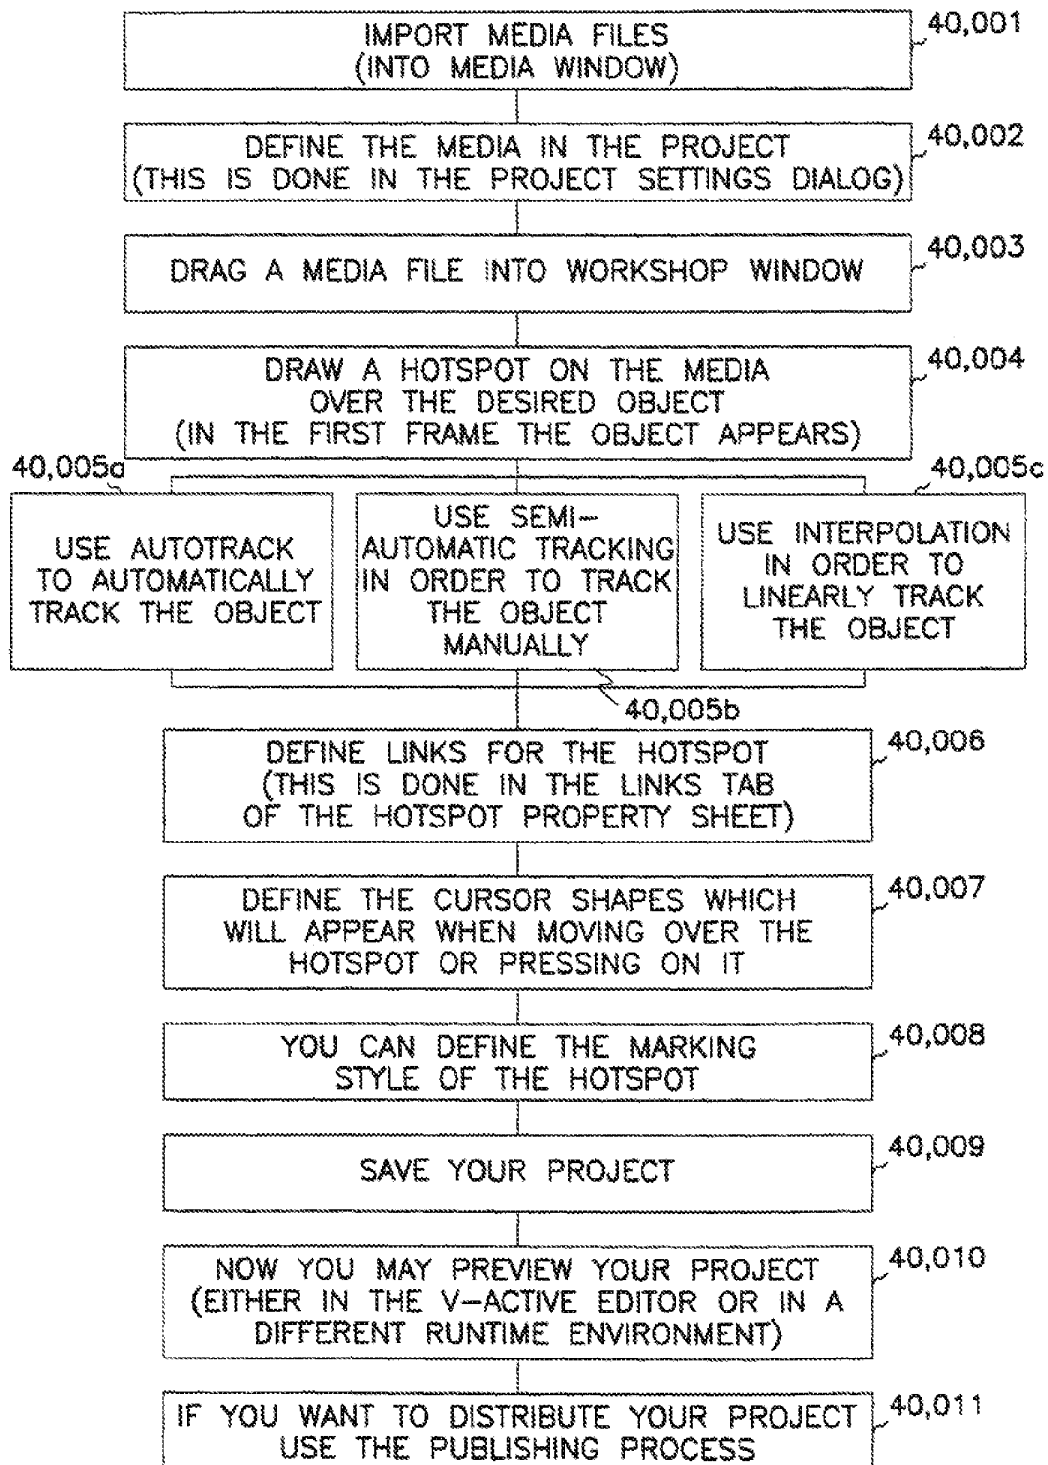 IMPORT MEDIA FILES
(INTO MEDIA WINDOW)
40,001
DEFINE THE MEDIA IN THE PROJECT
(THIS IS DONE IN THE PROJECT SETTINGS DIALOG)
40,002
DRAG A MEDIA FILE INTO WORKSHOP WINDOW
40,003
DRAW A HOTSPOT ON THE MEDIA
OVER THE DESIRED OBJECT
(IN THE FIRST FRAME THE OBJECT APPEARS)
40,004
40,005a
USE AUTOTRACK
TO AUTOMATICALLY
TRACK THE OBJECT
USE SEMI-
AUTOMATIC TRACKING
IN ORDER TO TRACK
THE OBJECT
MANUALLY
40,005b
40,005c
USE INTERPOLATION
IN ORDER TO
LINEARLY TRACK
THE OBJECT
DEFINE LINKS FOR THE HOTSPOT
(THIS IS DONE IN THE LINKS TAB
OF THE HOTSPOT PROPERTY SHEET)
40,006
DEFINE THE CURSOR SHAPES WHICH
WILL APPEAR WHEN MOVING OVER THE
HOTSPOT OR PRESSING ON IT
40,007
YOU CAN DEFINE THE MARKING
STYLE OF THE HOTSPOT
40,008
SAVE YOUR PROJECT
40,009
NOW YOU MAY PREVIEW YOUR PROJECT
(EITHER IN THE V-ACTIVE EDITOR OR IN A
DIFFERENT RUNTIME ENVIRONMENT)
40,010
IF YOU WANT TO DISTRIBUTE YOUR PROJECT
USE THE PUBLISHING PROCESS
40,011